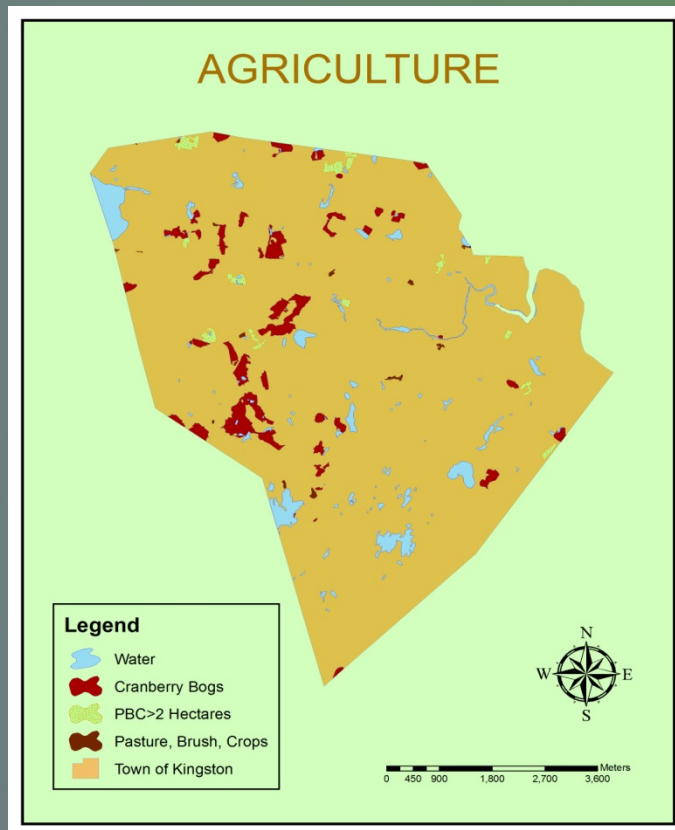 AGRICULTURE
Legend
Water
Cranberry Bogs
PBC>2 Hectares
Pasture, Brush, Crops
Town of Kingston
N
W E
S
Meters
0 450 900 1,800 2,700 3,600